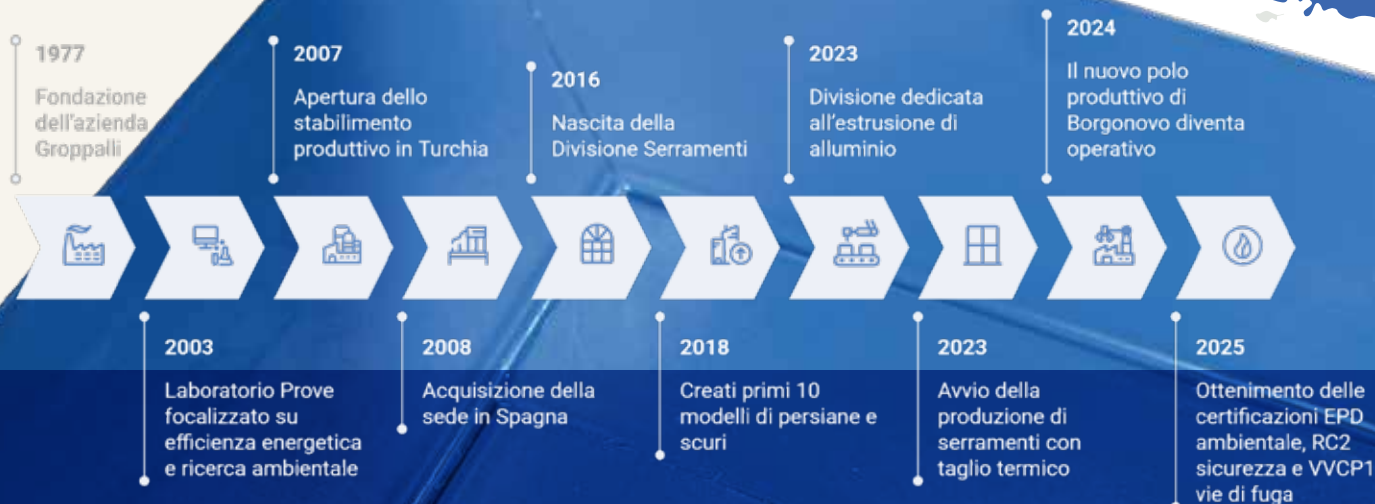 1977
Fondazione
dell'azienda
Groppalli
2003
Laboratorio Prove
focalizzato su
efficienza energetica
e ricerca ambientale
2007
Apertura dello
stabilimento
produttivo in Turchia
2008
Acquisizione della
sede in Spagna
2016
Nascita della
Divisione Serramenti
2018
Creati primi 10
modelli di persiane e
scuri
2023
Divisione dedicata
all'estrusione di
alluminio
2023
Avvio della
produzione di
serramenti con
taglio termico
2024
Il nuovo polo
produttivo di
Borgonovo diventa
operativo
2025
Ottenimento delle
certificazioni EPD
ambientale, RC2
sicurezza e VVCP1
vie di fuga